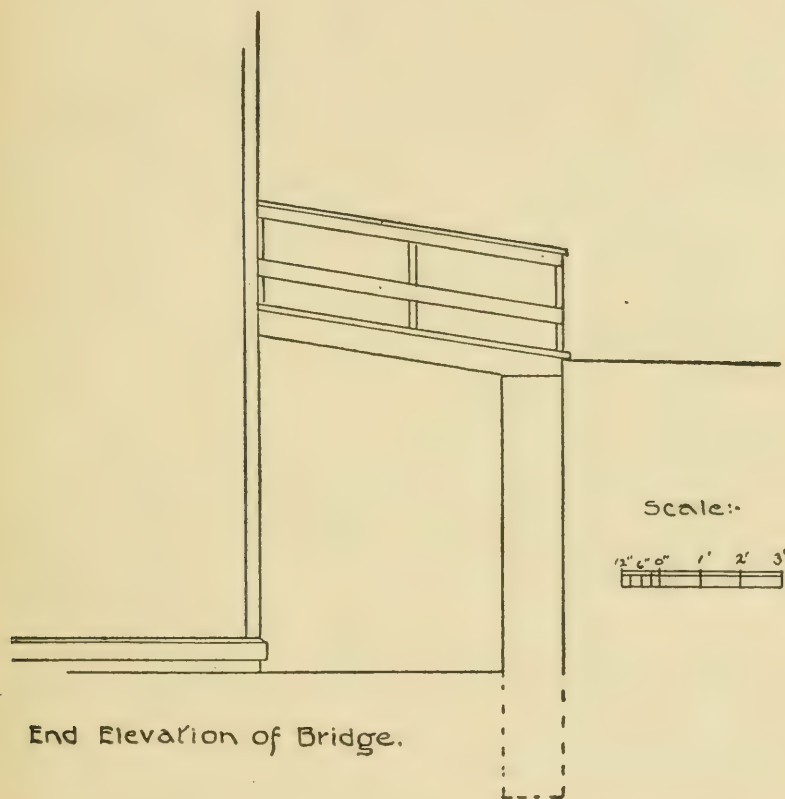 Scale:-
12" 6" 0" 1' 2' 3'
End Elevation of Bridge.